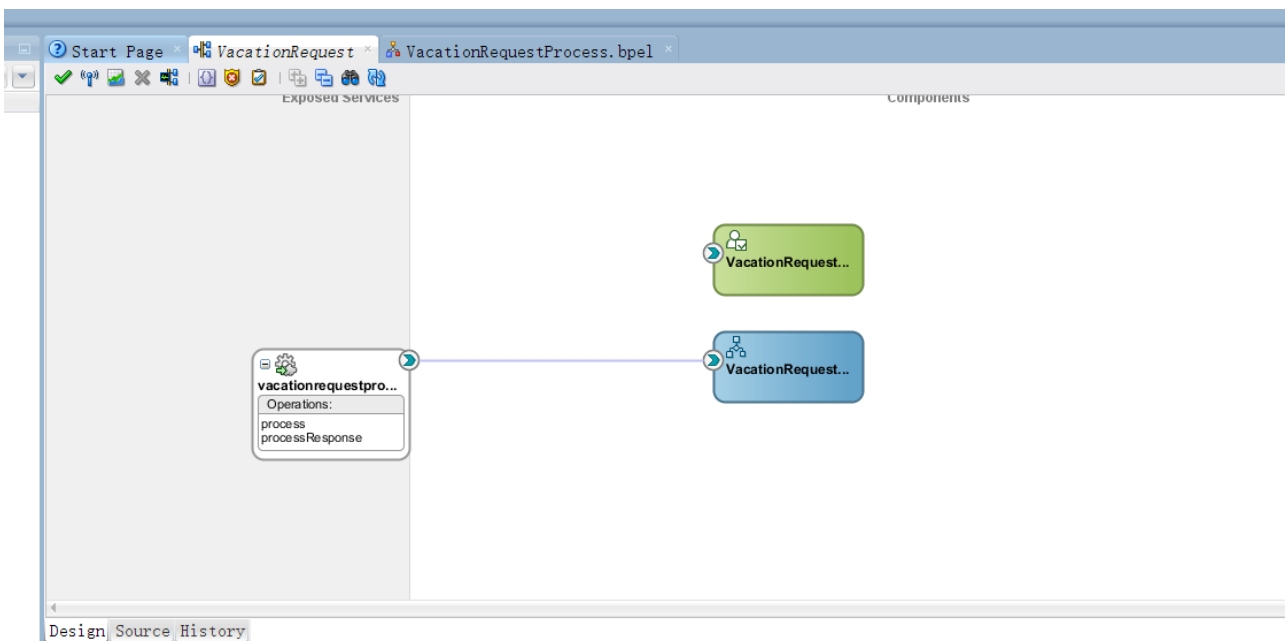 Start Page VacationRequest VacationRequestProcess.bpel
Exposed Services Components
VacationRequest...
VacationRequest...
vacationrequestpro...
Operations:
process
processResponse
Design Source History